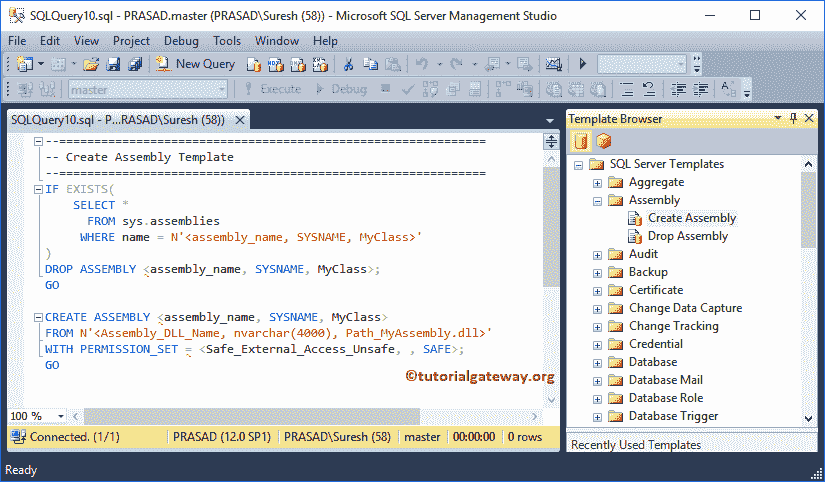 SQLQuery10.sql - PRASAD.master (PRASAD\Suresh (58)) - Microsoft SQL Server Management Studio
File Edit View Project Debug Tools Window Help
New Query
master Execute Debug
SQLQuery10.sql - P...RASAD\Suresh (58))
--===========================================================
-- Create Assembly Template
--===========================================================
IF EXISTS(
SELECT *
FROM sys.assemblies
WHERE name = N'<assembly_name, SYSNAME, MyClass>'
)
DROP ASSEMBLY <assembly_name, SYSNAME, MyClass>;
GO
CREATE ASSEMBLY <assembly_name, SYSNAME, MyClass>
FROM N'<Assembly_DLL_Name, nvarchar(4000), Path_MyAssembly.dll>'
WITH PERMISSION_SET = <Safe_External_Access_Unsafe, , SAFE>;
GO
©tutorialgateway.org
100 %
Connected. (1/1) PRASAD (12.0 SP1) PRASAD\Suresh (58) master 00:00:00 0 rows
Template Browser
SQL Server Templates
Aggregate
Assembly
Create Assembly
Drop Assembly
Audit
Backup
Certificate
Change Data Capture
Change Tracking
Credential
Database
Database Mail
Database Role
Database Trigger
Recently Used Templates
Ready